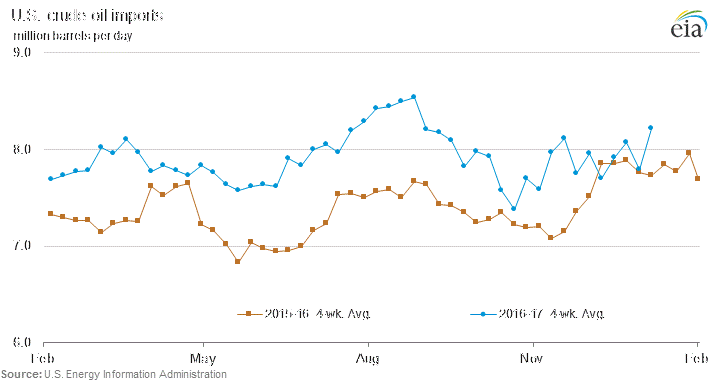 U.S. crude oil imports
million barrels per day
eia
9.0
8.0
7.0
6.0
2015-16 4-wk. Avg.
2016-17 4-wk. Avg.
Feb May Aug Nov Feb
Source: U.S. Energy Information Administration